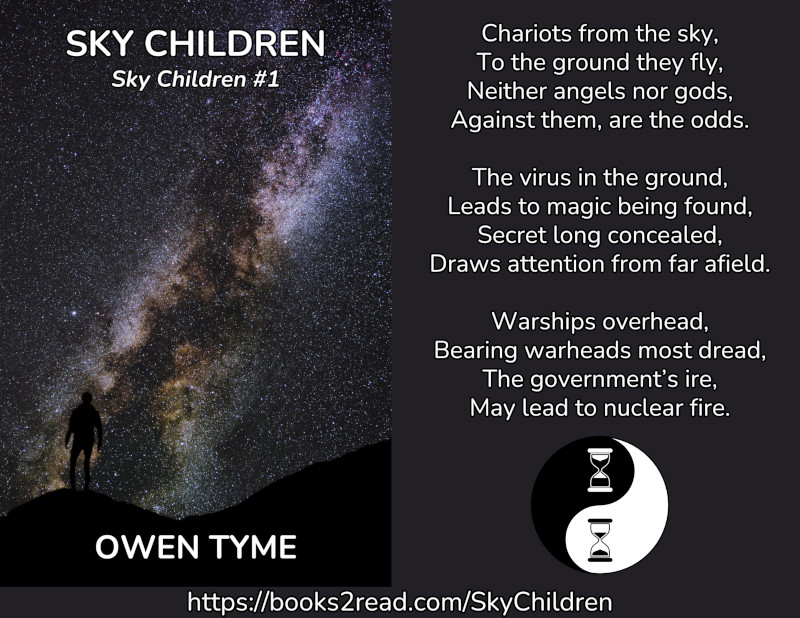 SKY CHILDREN
Sky Children #1
OWEN TYME
Chariots from the sky,
To the ground they fly,
Neither angels nor gods,
Against them, are the odds.
The virus in the ground,
Leads to magic being found,
Secret long concealed,
Draws attention from far afield.
Warships overhead,
Bearing warheads most dread,
The government’s ire,
May lead to nuclear fire.
https://books2read.com/SkyChildren